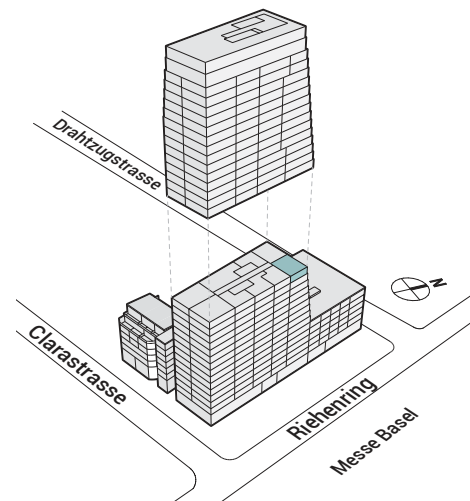 Drahtzugstrasse
N
Clarastrasse
Riehenring
Messe Basel